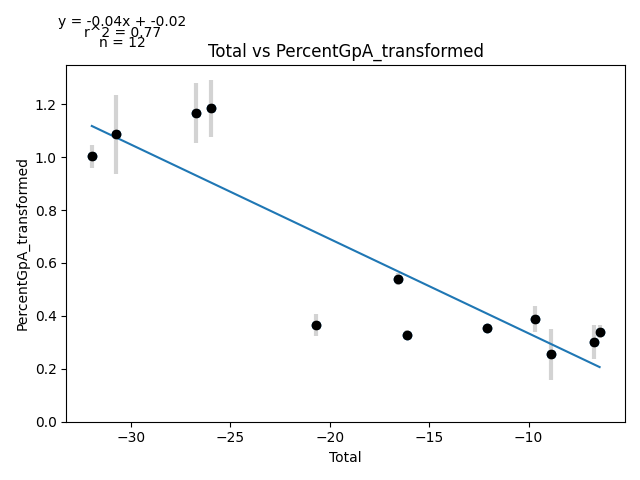 y = -0.04x + -0.02
r^2 = 0.77
n = 12
Total vs PercentGpA_transformed
PercentGpA_transformed
1.2
1.0
0.8
0.6
0.4
0.2
0.0
−30
−25
−20
−15
−10
Total